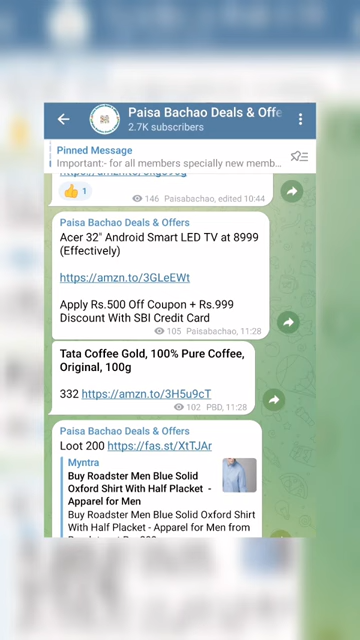 Paisa Bachao Deals & Offe
2.7K subscribers
Pinned Message
Important:- for all members specially new memb...
👍 1
146 Paisabachao, edited 10:44
Paisa Bachao Deals & Offers
Acer 32" Android Smart LED TV at 8999
(Effectively)
https://amzn.to/3GLeEWt
Apply Rs.500 Off Coupon + Rs.999
Discount With SBI Credit Card
105 Paisabachao, 11:28
Tata Coffee Gold, 100% Pure Coffee,
Original, 100g
332 https://amzn.to/3H5u9cT
102 PBD, 11:28
Paisa Bachao Deals & Offers
Loot 200 https://fas.st/XtTJAr
Myntra
Buy Roadster Men Blue Solid
Oxford Shirt With Half Placket -
Apparel for Men
Buy Roadster Men Blue Solid Oxford Shirt
With Half Placket - Apparel for Men from